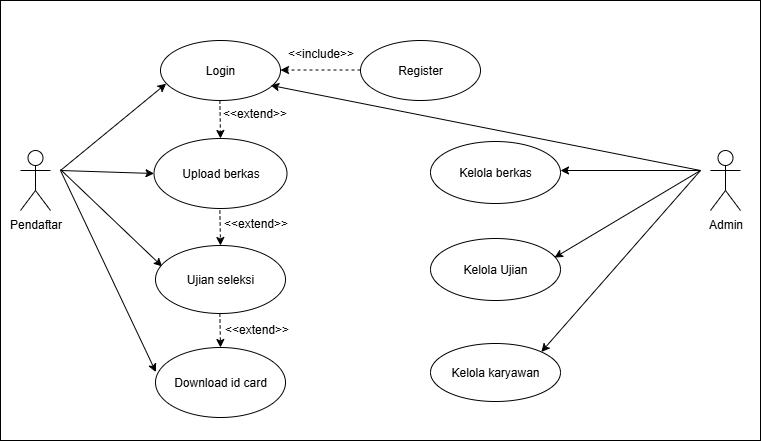 <<include>>
Login
Register
<<extend>>
Upload berkas
Kelola berkas
Pendaftar
<<extend>>
Admin
Ujian seleksi
Kelola Ujian
<<extend>>
Download id card
Kelola karyawan